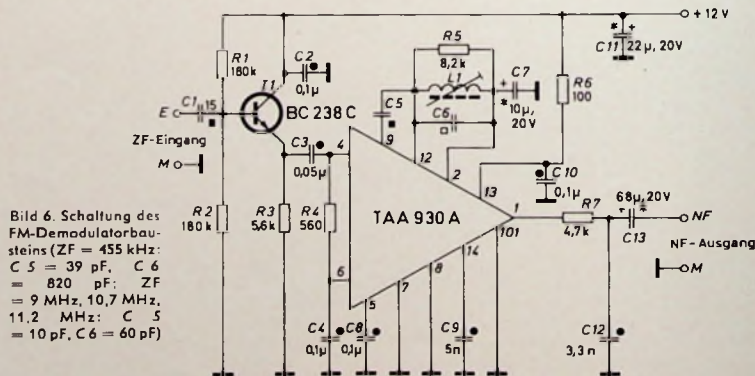 + 12 V
* +
C11
22µ, 20V
R5
8,2k
L1
C7
*
10µ,
20V
C5
C6
R6
100
R1
180k
C2
0,1µ
T1
BC 238 C
E
C1
15
ZF-Eingang
M
C3
0,05µ
4
9
12
2
13
C10
0,1µ
TAA 930 A
1
R7
4,7k
68µ, 20V
- +
C13
NF
NF-Ausgang
M
101
14
8
7
5
6
R2
180k
R3
5,6k
R4
560
C4
0,1µ
C8
0,1µ
C9
5n
C12
3,3n
Bild 6. Schaltung des
FM-Demodulatorbau-
steins (ZF = 455 kHz:
C 5 = 39 pF, C 6
= 820 pF; ZF
= 9 MHz, 10,7 MHz,
11,2 MHz: C 5
= 10 pF, C 6 = 60 pF)